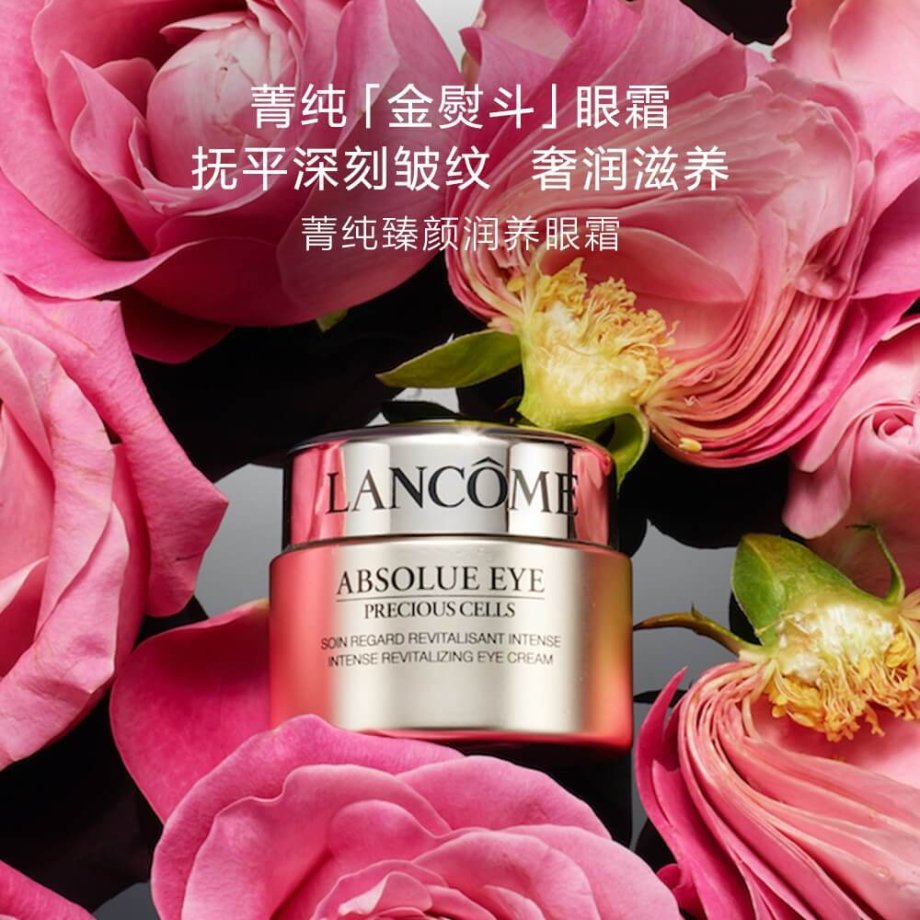 菁纯「金熨斗」眼霜
抚平深刻皱纹 奢润滋养
菁纯臻颜润养眼霜
LANCÔME
ABSOLUE EYE
PRECIOUS CELLS
SOIN REGARD REVITALISANT INTENSE
INTENSE REVITALIZING EYE CREAM